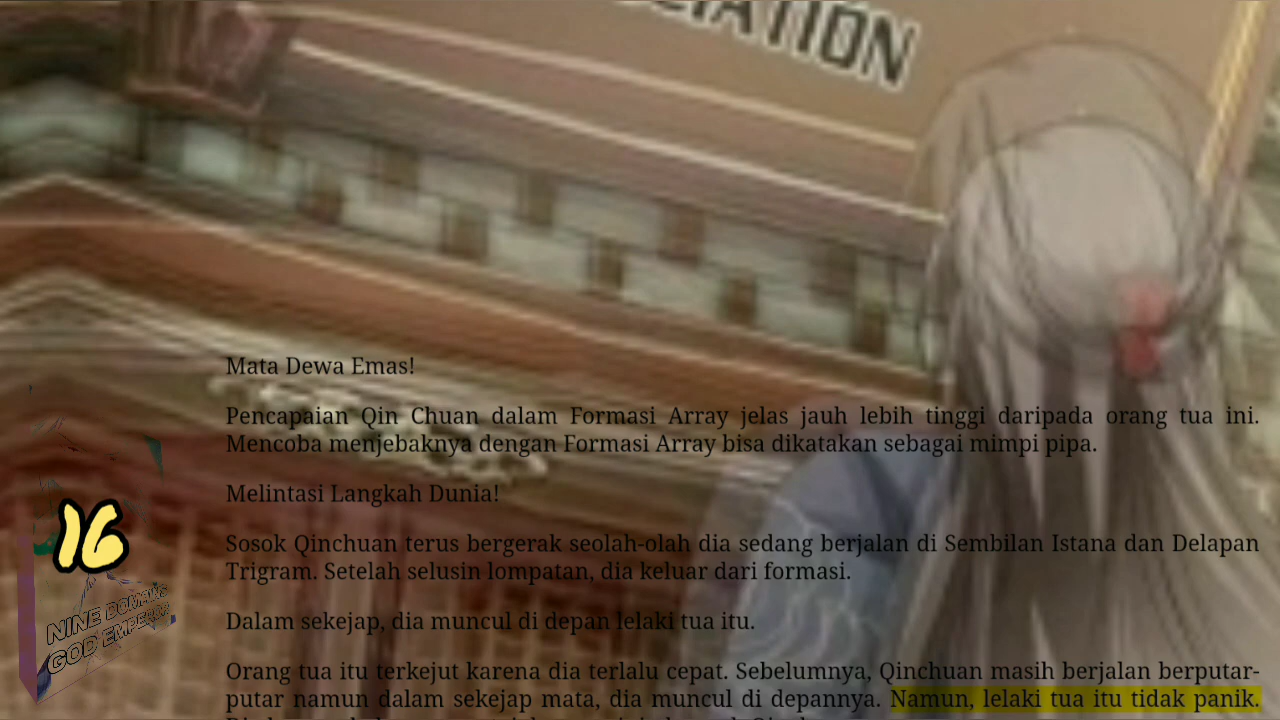 IATION
Mata Dewa Emas!
Pencapaian Qin Chuan dalam Formasi Array jelas jauh lebih tinggi daripada orang tua ini.
Mencoba menjebaknya dengan Formasi Array bisa dikatakan sebagai mimpi pipa.
Melintasi Langkah Dunia!
Sosok Qinchuan terus bergerak seolah-olah dia sedang berjalan di Sembilan Istana dan Delapan
Trigram. Setelah selusin lompatan, dia keluar dari formasi.
Dalam sekejap, dia muncul di depan lelaki tua itu.
Orang tua itu terkejut karena dia terlalu cepat. Sebelumnya, Qinchuan masih berjalan berputar-
putar namun dalam sekejap mata, dia muncul di depannya. Namun, lelaki tua itu tidak panik.
16
NINE DOMAINS
GOD EMPEROR